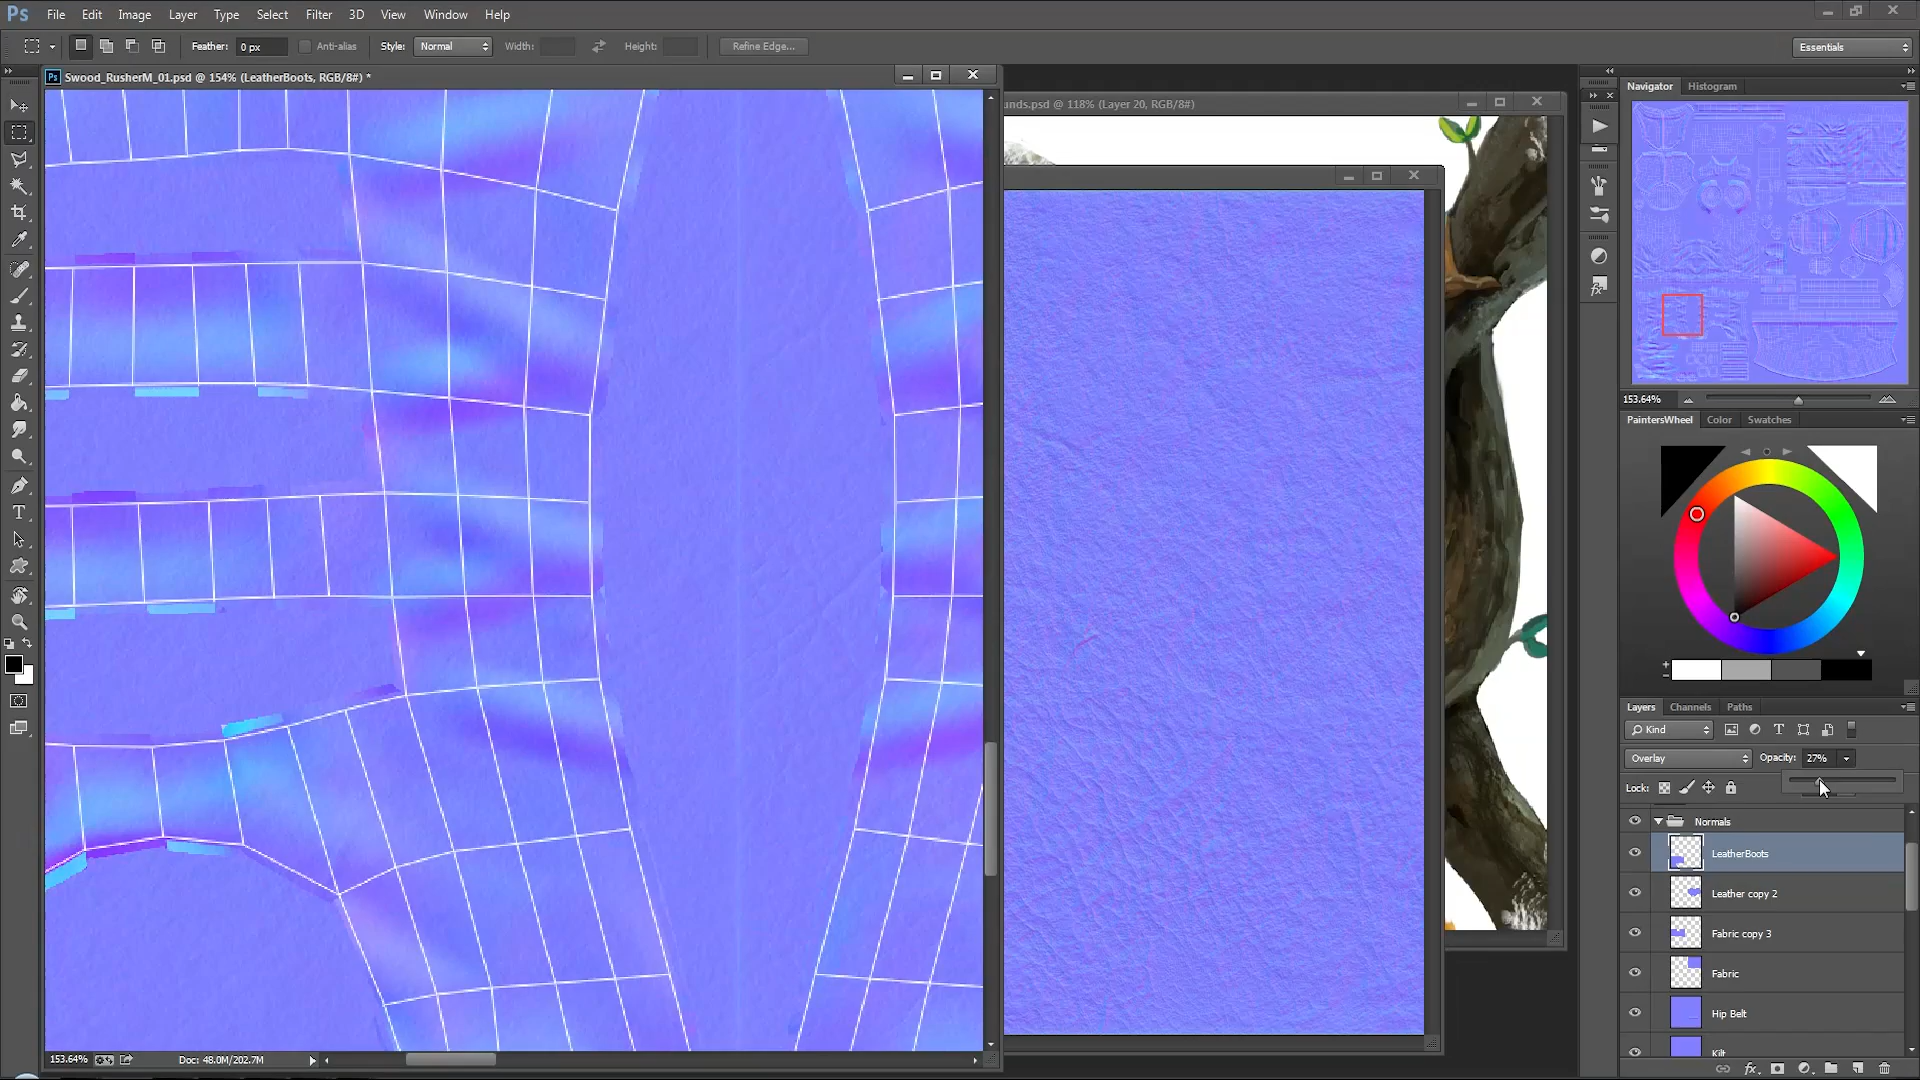 Ps File Edit Image Layer Type Select Filter 3D View Window Help
Feather: 0 px Anti-alias Style: Normal Width: Height: Refine Edge... Essentials
Ps Swood_RusherM_01.psd @ 154% (LeatherBoots, RGB/8#) *
unds.psd @ 118% (Layer 20, RGB/8#)
Navigator Histogram
153.64%
PaintersWheel Color Swatches
Layers Channels Paths
Kind
Overlay Opacity: 27%
Lock:
Normals
LeatherBoots
Leather copy 2
Fabric copy 3
Fabric
Hip Belt
Kilt
153.64% Doc: 48.0M/202.7M